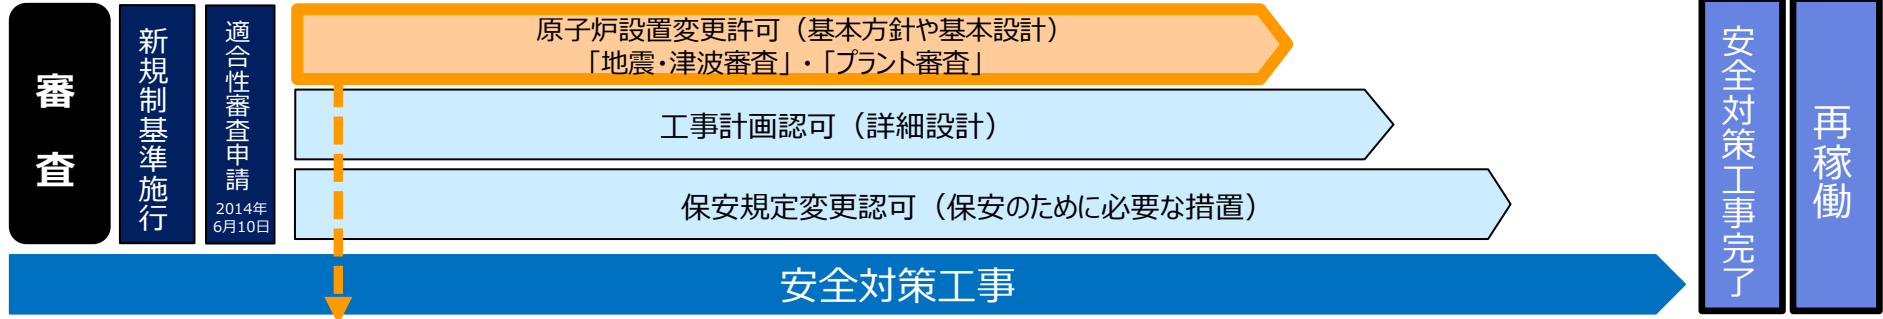 審査
新規制基準施行
適合性審査申請
2014年
6月10日
原子炉設置変更許可（基本方針や基本設計）
「地震・津波審査」・「プラント審査」
工事計画認可（詳細設計）
保安規定変更認可（保安のために必要な措置）
安全対策工事
安全対策工事完了
再稼働